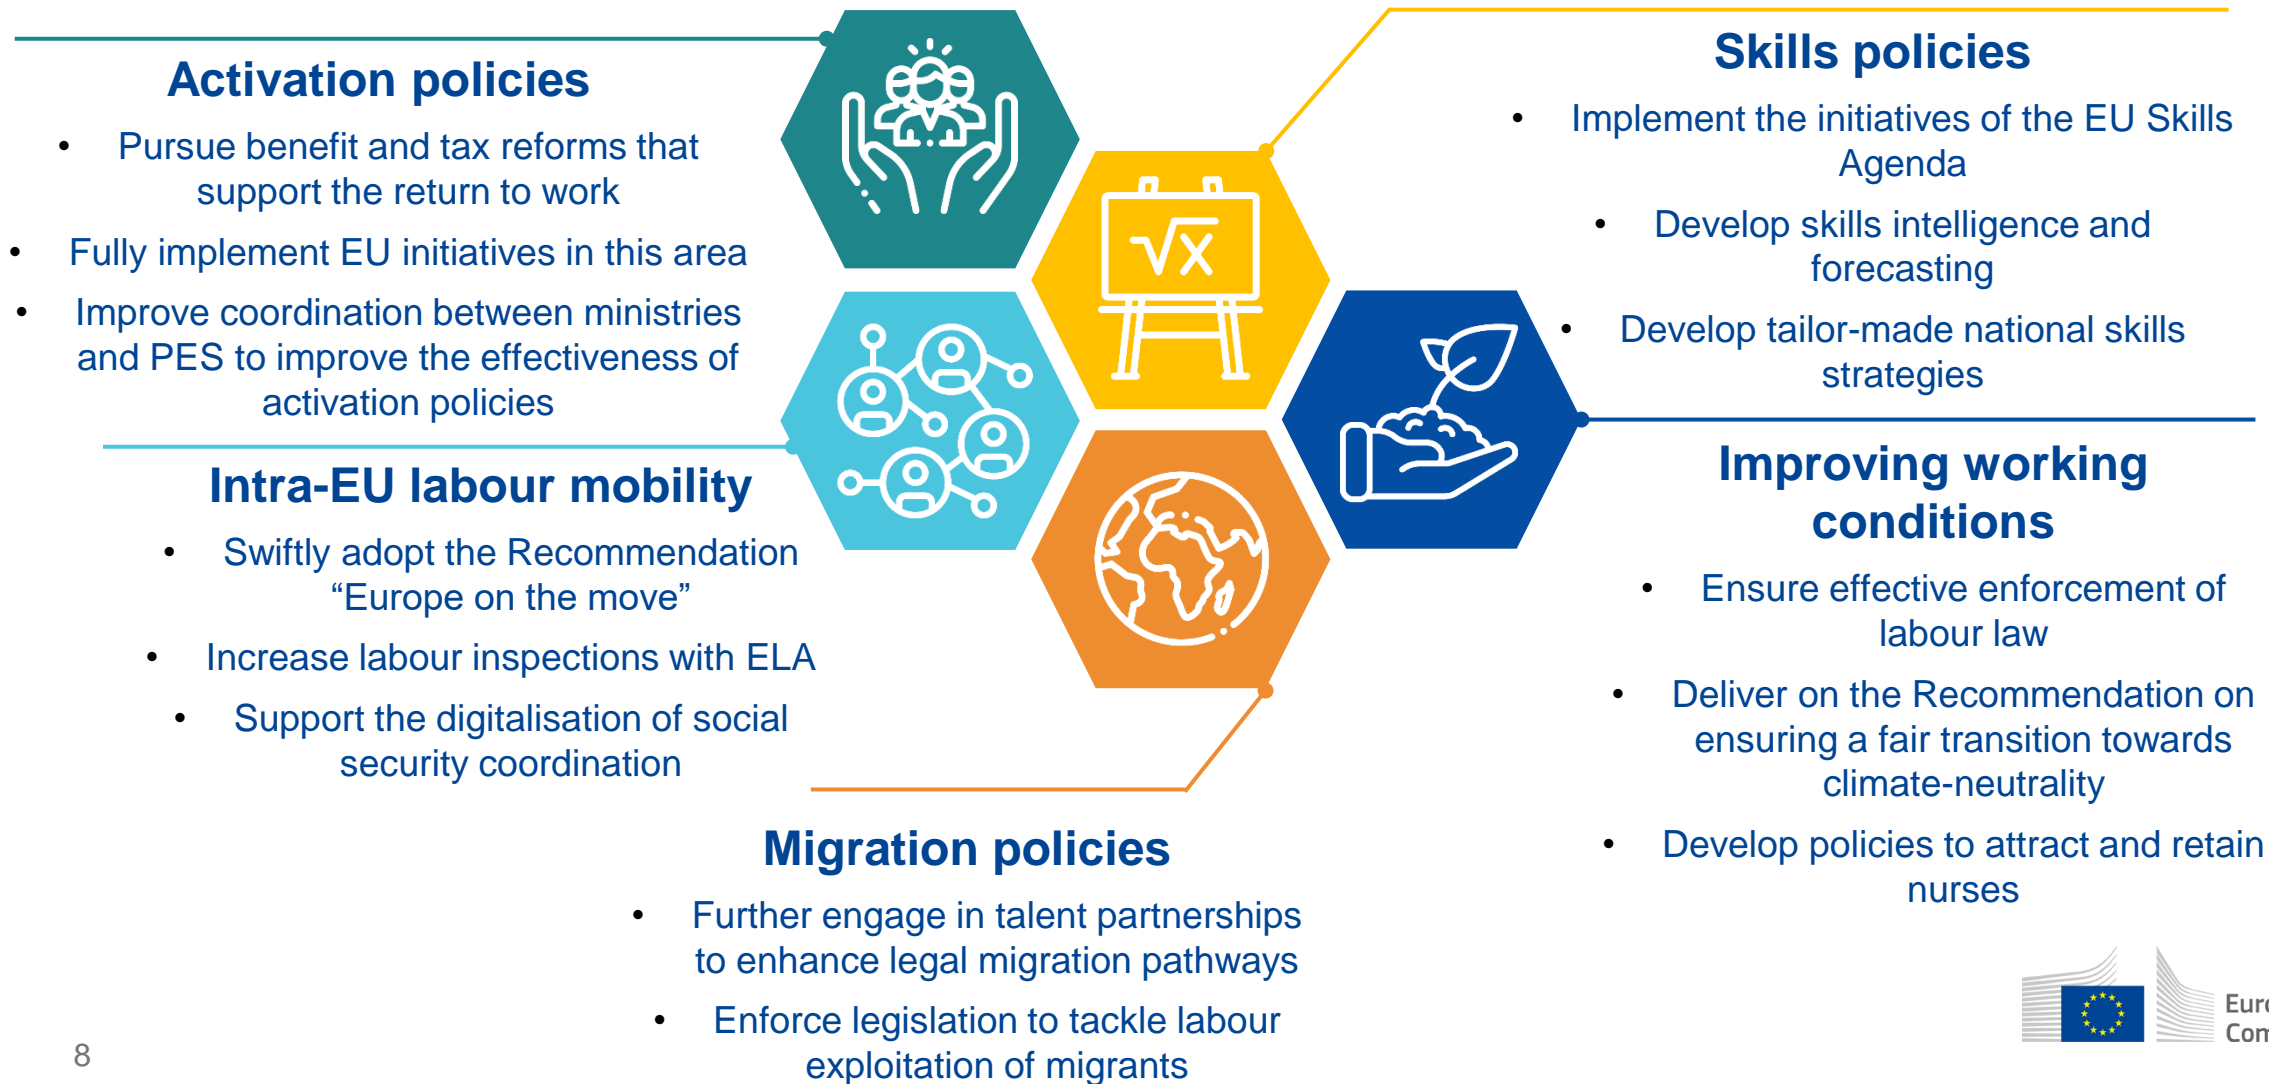 Activation policies
• Pursue benefit and tax reforms that
support the return to work
• Fully implement EU initiatives in this area
• Improve coordination between ministries
and PES to improve the effectiveness of
activation policies
Intra-EU labour mobility
• Swiftly adopt the Recommendation
“Europe on the move”
• Increase labour inspections with ELA
• Support the digitalisation of social
security coordination
√x
Skills policies
• Implement the initiatives of the EU Skills
Agenda
• Develop skills intelligence and
forecasting
• Develop tailor-made national skills
strategies
Improving working
conditions
• Ensure effective enforcement of
labour law
• Deliver on the Recommendation on
ensuring a fair transition towards
climate-neutrality
• Develop policies to attract and retain
nurses
Migration policies
• Further engage in talent partnerships
to enhance legal migration pathways
• Enforce legislation to tackle labour
exploitation of migrants
8